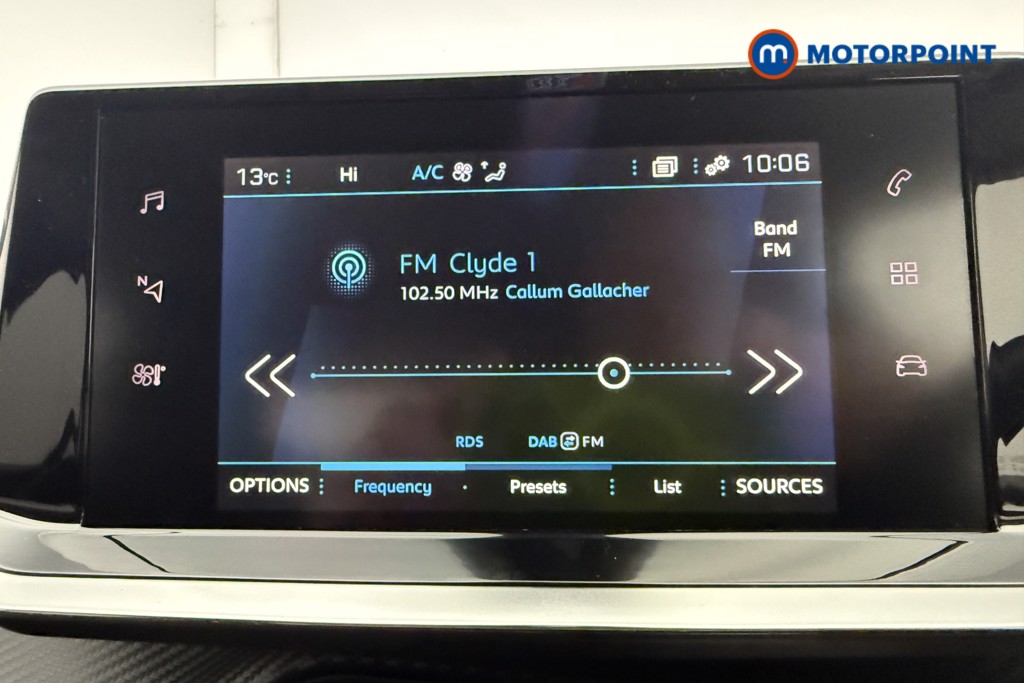 m MOTORPOINT
13°C Hi A/C 10:06
Band
FM
FM Clyde 1
102.50 MHz Callum Gallacher
N
RDS DAB FM
OPTIONS Frequency Presets List SOURCES